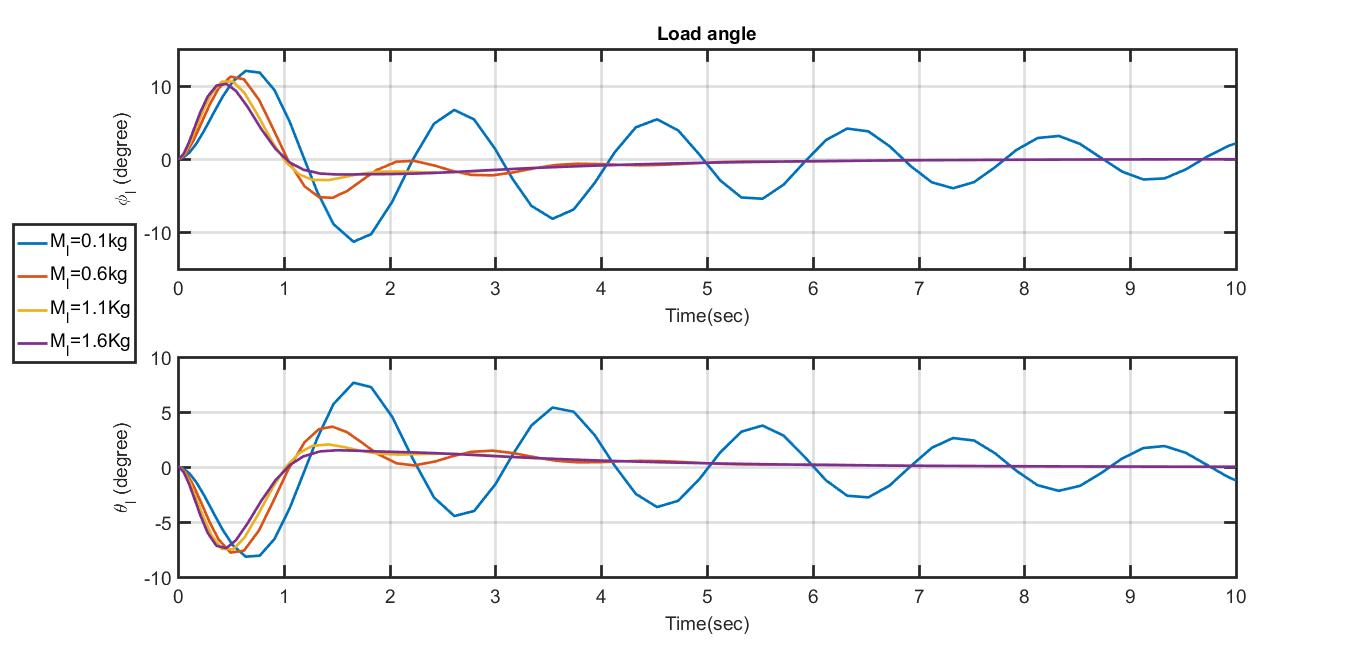 Load angle
10
0
-10
ϕl (degree)
0 1 2 3 4 5 6 7 8 9 10
Time(sec)
Ml=0.1kg
Ml=0.6kg
Ml=1.1Kg
Ml=1.6Kg
10
5
0
-5
-10
θl (degree)
0 1 2 3 4 5 6 7 8 9 10
Time(sec)